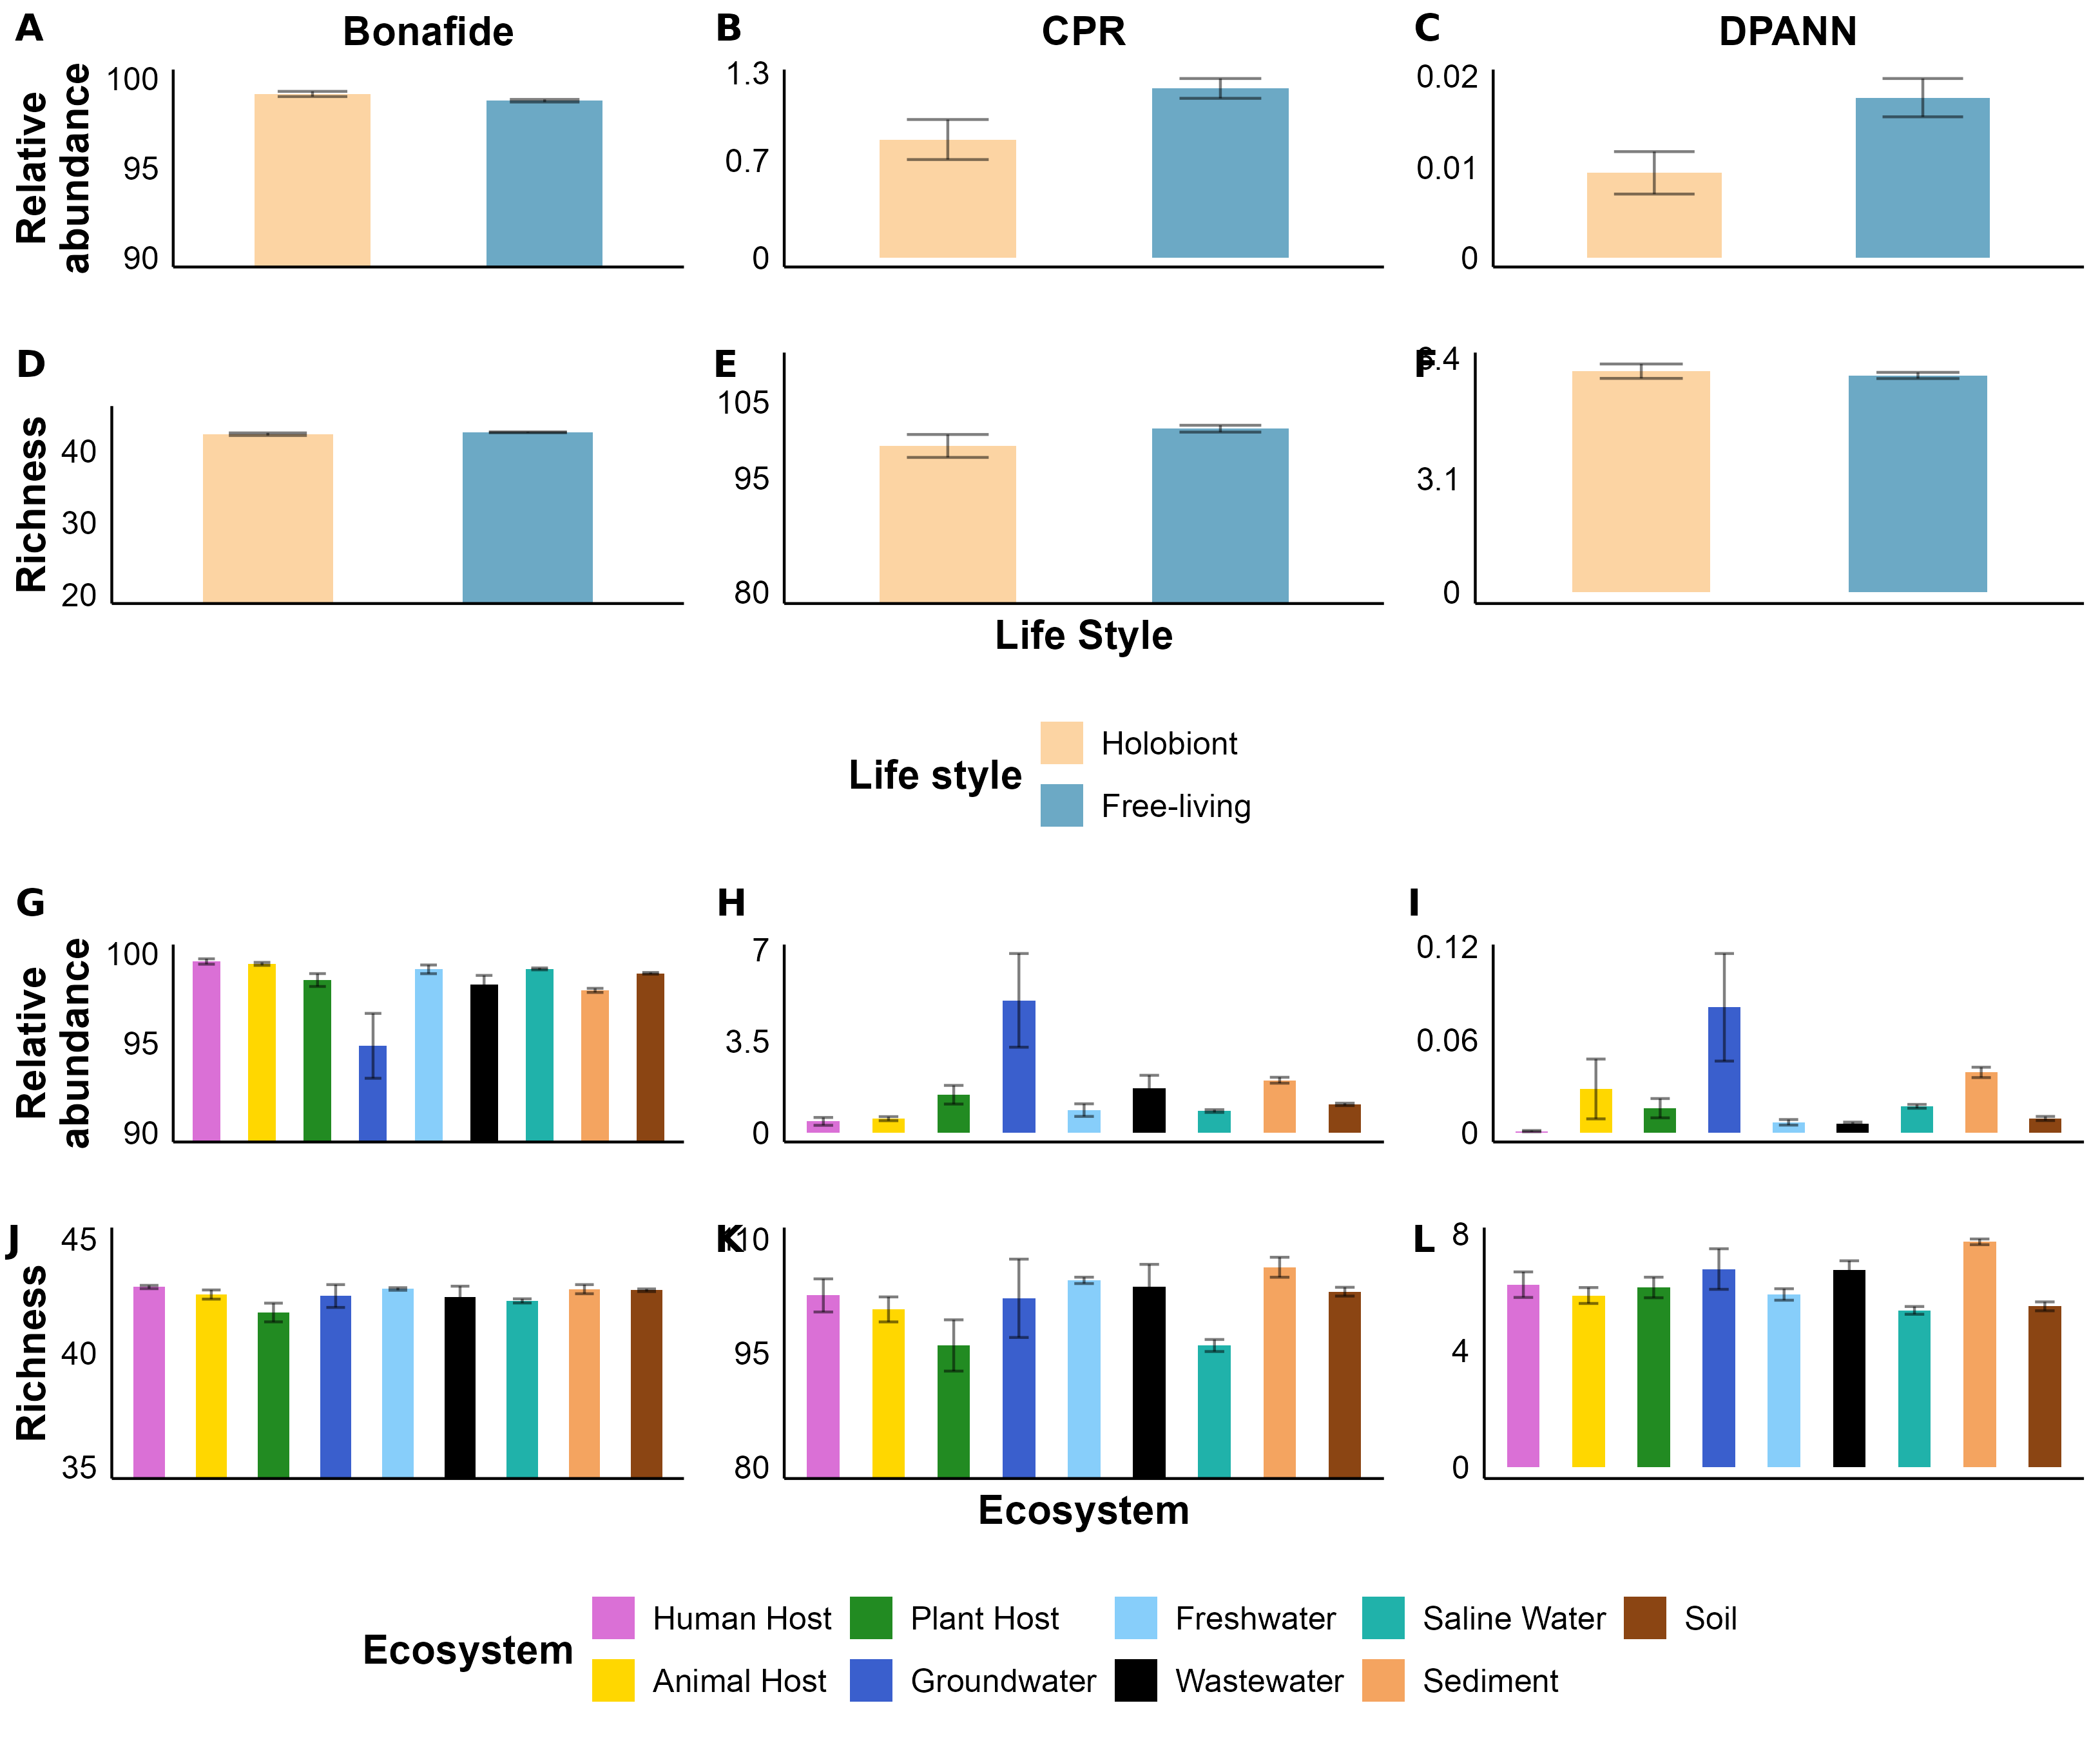 A Bonafide B CPR C DPANN
Relative
abundance
100
95
90
1.3
0.7
0
0.02
0.01
0
D E F
Richness
40
30
20
105
95
80
6.4
3.1
0
Life Style
Life style
Holobiont
Free-living
G H I
Relative
abundance
100
95
90
7
3.5
0
0.12
0.06
0
J K L
Richness
45
40
35
110
95
80
8
4
0
Ecosystem
Ecosystem
Human Host Plant Host Freshwater Saline Water Soil
Animal Host Groundwater Wastewater Sediment